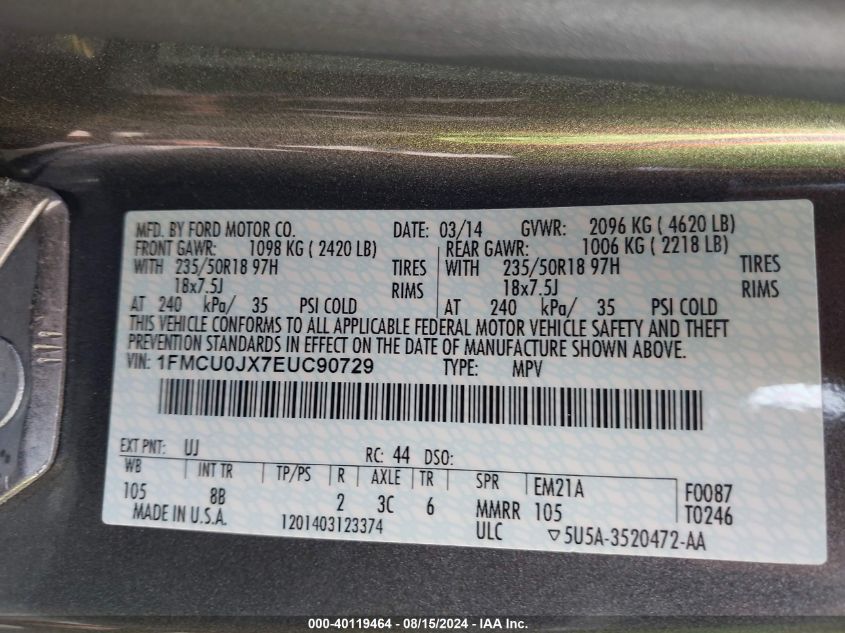 MFD. BY FORD MOTOR CO. DATE: 03/14 GVWR: 2096 KG ( 4620 LB)
FRONT GAWR: 1098 KG ( 2420 LB) REAR GAWR: 1006 KG ( 2218 LB)
WITH 235/50R18 97H TIRES WITH 235/50R18 97H TIRES
18x7.5J RIMS 18x7.5J RIMS
AT 240 kPa/ 35 PSI COLD AT 240 kPa/ 35 PSI COLD
THIS VEHICLE CONFORMS TO ALL APPLICABLE FEDERAL MOTOR VEHICLE SAFETY AND THEFT
PREVENTION STANDARDS IN EFFECT ON THE DATE OF MANUFACTURE SHOWN ABOVE.
VIN: 1FMCU0JX7EUC90729 TYPE: MPV
EXT PNT: UJ RC: 44 DSO:
WB INT TR TP/PS R AXLE TR SPR EM21A F0087
105 8B 2 3C 6 MMRR 105 T0246
MADE IN U.S.A. 1201403123374 ULC ▽5U5A-3520472-AA
000-40119464 - 08/15/2024 - IAA Inc.